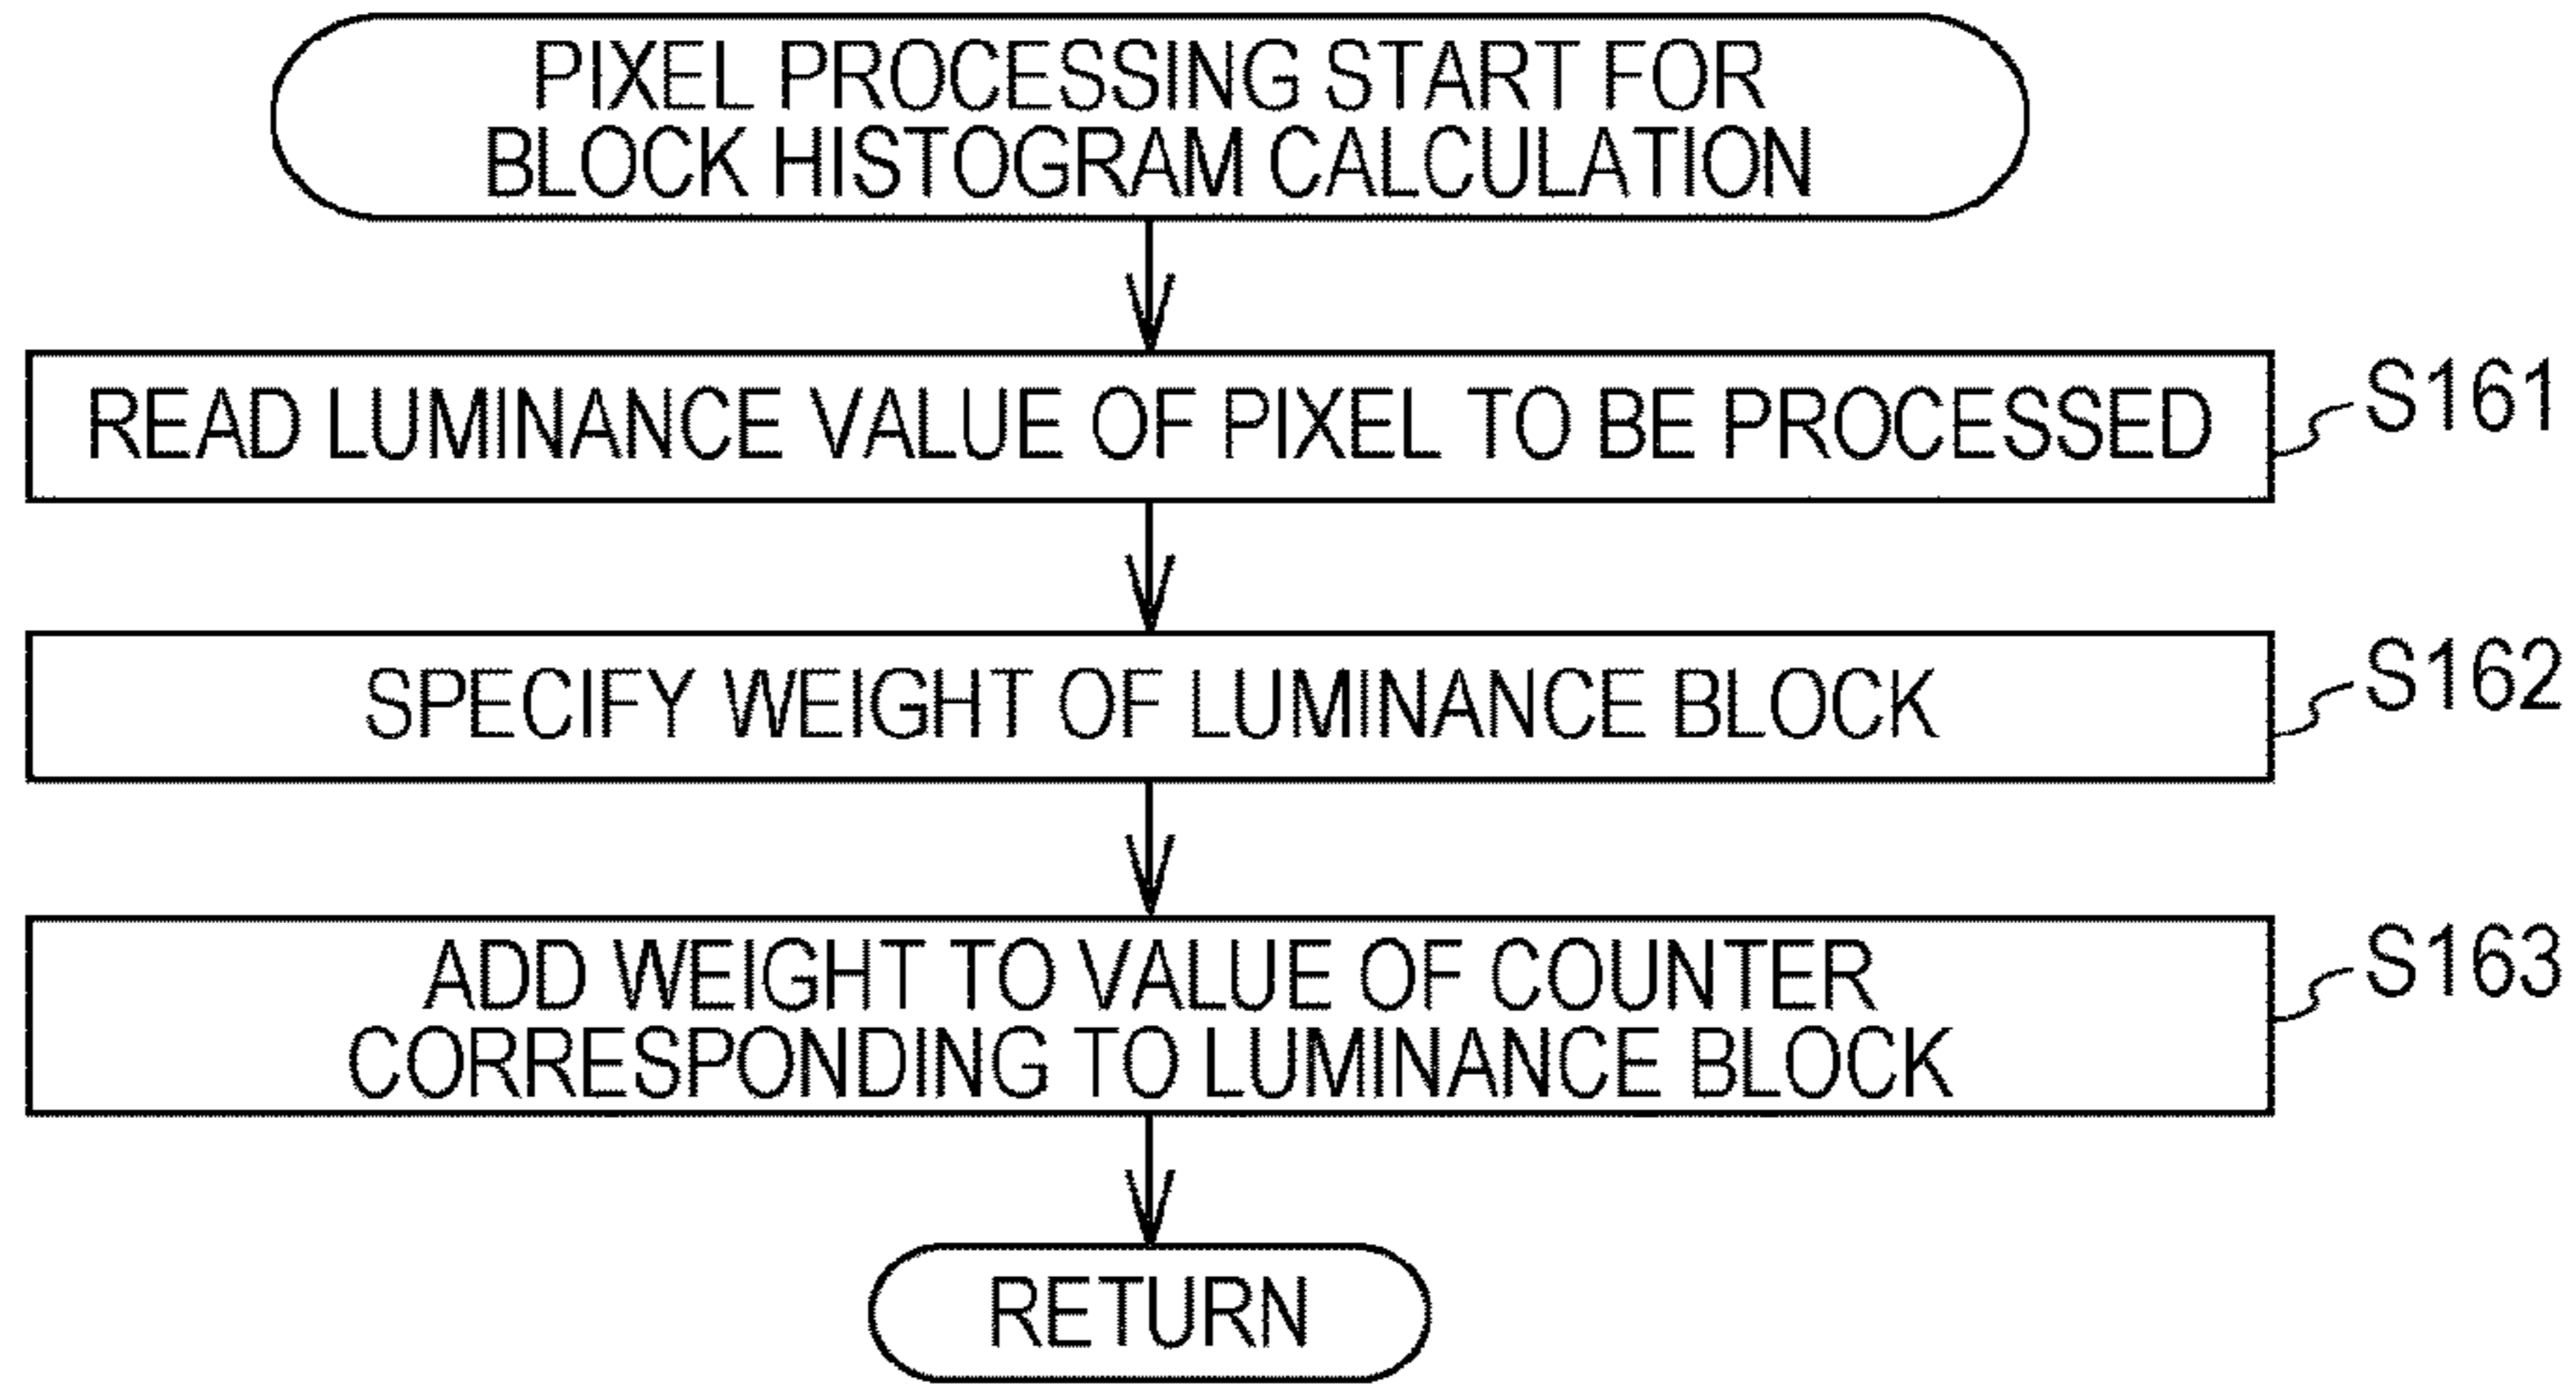 PIXEL PROCESSING START FOR
BLOCK HISTOGRAM CALCULATION
READ LUMINANCE VALUE OF PIXEL TO BE PROCESSED
S161
SPECIFY WEIGHT OF LUMINANCE BLOCK
S162
ADD WEIGHT TO VALUE OF COUNTER
CORRESPONDING TO LUMINANCE BLOCK
S163
RETURN